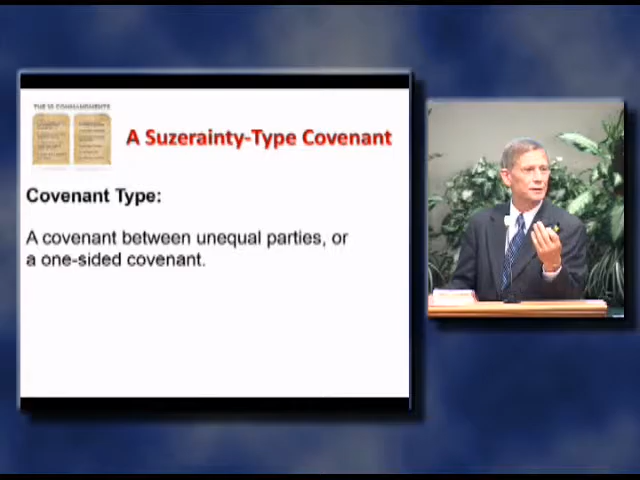 THE 10 COMMANDMENTS
A Suzerainty-Type Covenant
Covenant Type:
A covenant between unequal parties, or
a one-sided covenant.